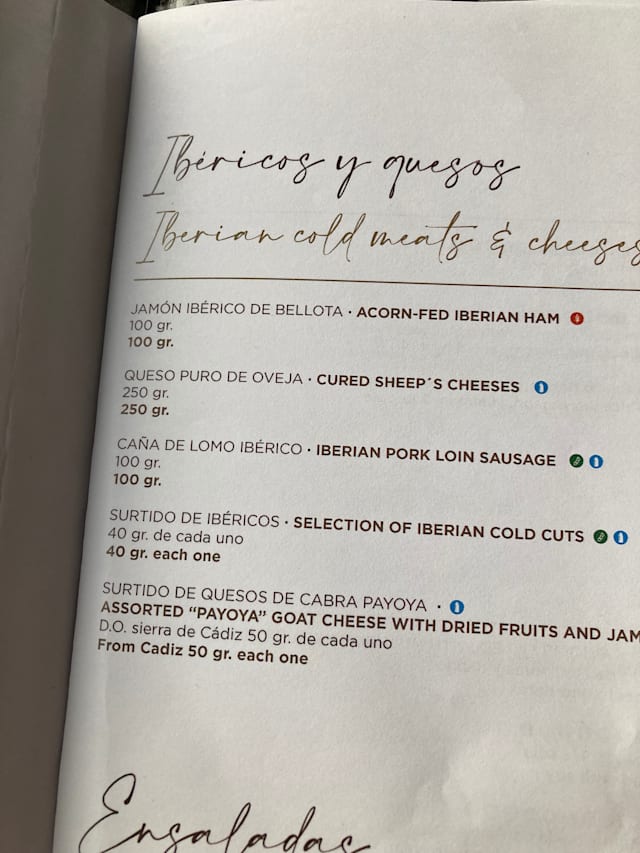 Ibéricos y quesos
Iberian cold meats & cheeses
JAMÓN IBÉRICO DE BELLOTA · ACORN-FED IBERIAN HAM
100 gr.
100 gr.
QUESO PURO DE OVEJA · CURED SHEEP´S CHEESES
250 gr.
250 gr.
CAÑA DE LOMO IBÉRICO · IBERIAN PORK LOIN SAUSAGE
100 gr.
100 gr.
SURTIDO DE IBÉRICOS · SELECTION OF IBERIAN COLD CUTS
40 gr. de cada uno
40 gr. each one
SURTIDO DE QUESOS DE CABRA PAYOYA ·
ASSORTED “PAYOYA” GOAT CHEESE WITH DRIED FRUITS AND JAM
D.O. sierra de Cádiz 50 gr. de cada uno
From Cadiz 50 gr. each one
Ensaladas